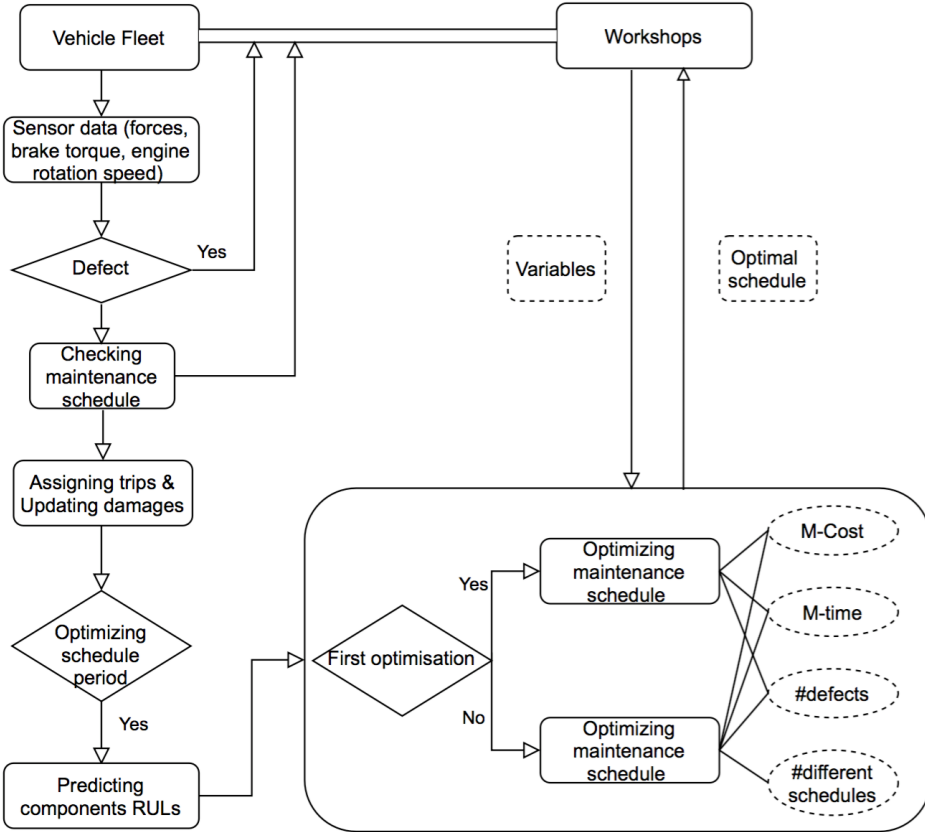 Vehicle Fleet
Workshops
Sensor data (forces,
brake torque, engine
rotation speed)
Yes
Defect
Variables
Optimal
schedule
Checking
maintenance
schedule
Assigning trips &
Updating damages
Optimizing
schedule
period
Yes
Predicting
components RULs
First optimisation
Yes
No
Optimizing
maintenance
schedule
Optimizing
maintenance
schedule
M-Cost
M-time
#defects
#different
schedules